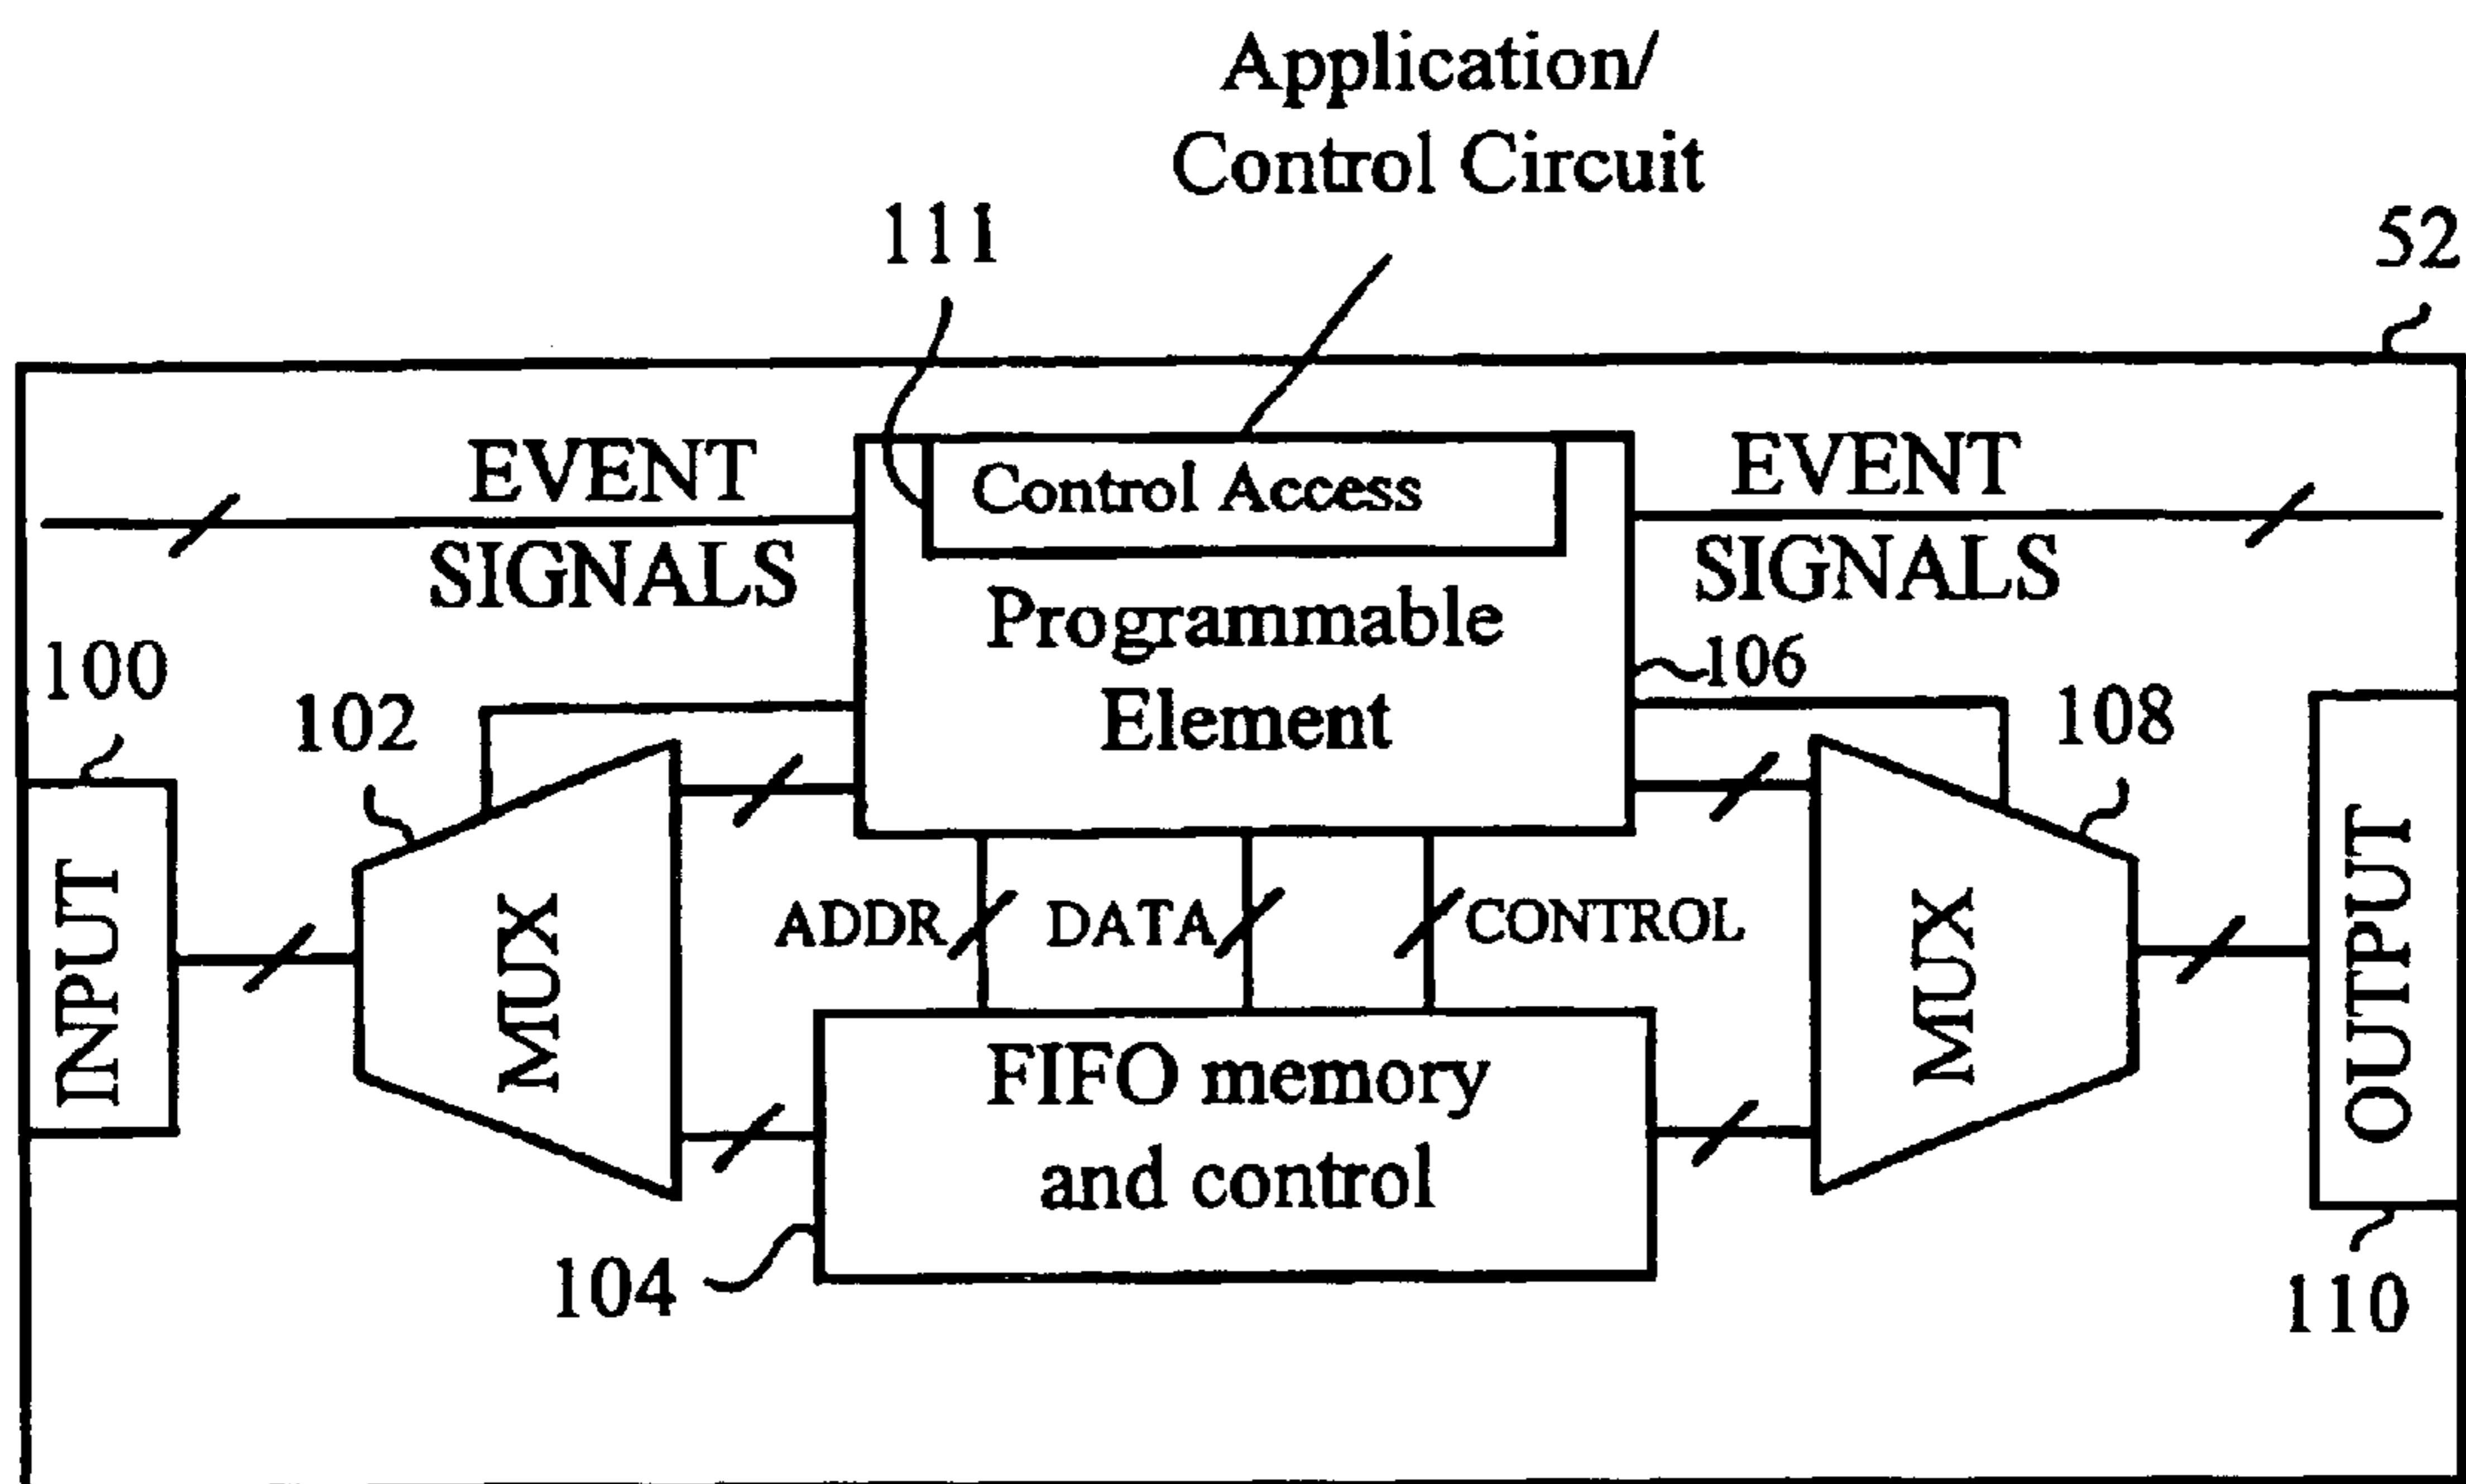 Application/
Control Circuit
111
52
EVENT
SIGNALS
Control Access
EVENT
SIGNALS
Programmable
Element
106
100
102
108
INPUT
MUX
ADDR
DATA
CONTROL
MUX
OUTPUT
FIFO memory
and control
104
110